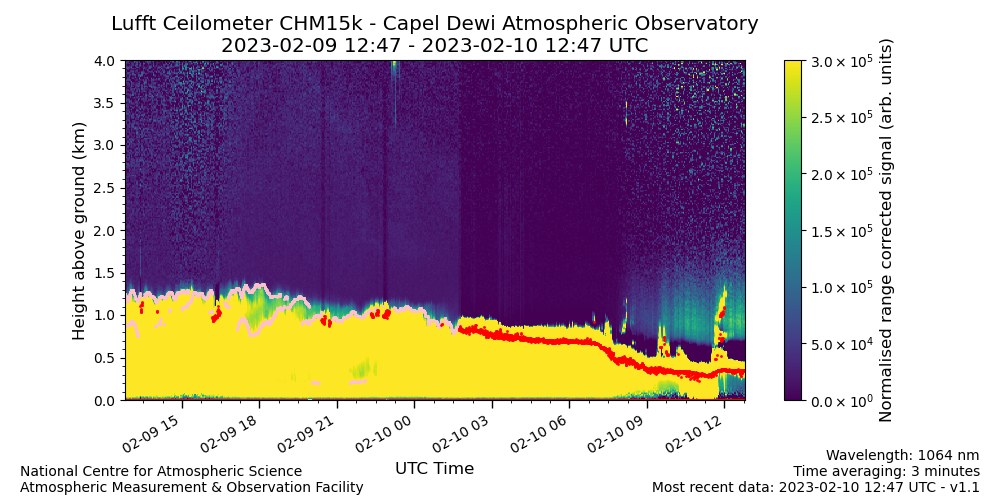 Lufft Ceilometer CHM15k - Capel Dewi Atmospheric Observatory
2023-02-09 12:47 - 2023-02-10 12:47 UTC
4.0
3.5
3.0
2.5
2.0
1.5
1.0
0.5
0.0
Height above ground (km)
02-09 15
02-09 18
02-09 21
02-10 00
02-10 03
02-10 06
02-10 09
02-10 12
UTC Time
3.0 × 10⁵
2.5 × 10⁵
2.0 × 10⁵
1.5 × 10⁵
1.0 × 10⁵
5.0 × 10⁴
0.0 × 10⁰
Normalised range corrected signal (arb. units)
National Centre for Atmospheric Science
Atmospheric Measurement & Observation Facility
Wavelength: 1064 nm
Time averaging: 3 minutes
Most recent data: 2023-02-10 12:47 UTC - v1.1